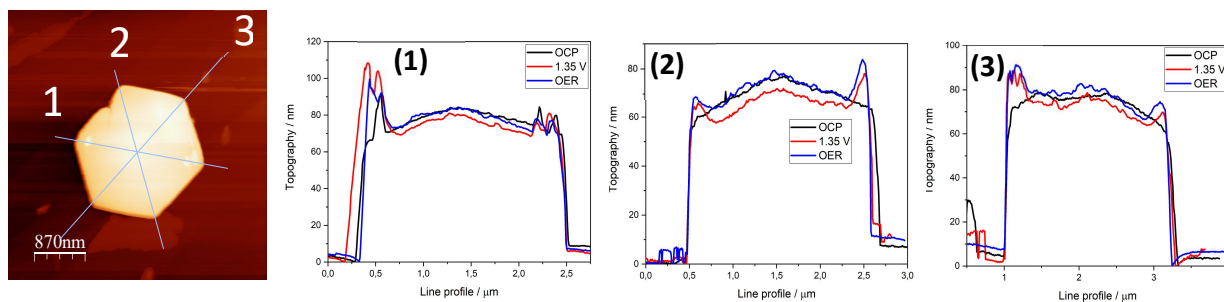 1
2
3
870nm
(1)
OCP
1.35 V
OER
Topography / nm
120
100
80
60
40
20
0
0,0 0,5 1,0 1,5 2,0 2,5
Line profile / μm
(2)
OCP
1.35 V
OER
Topography / nm
80
60
40
20
0
0,0 0,5 1,0 1,5 2,0 2,5 3,0
Line profile / μm
(3)
OCP
1.35 V
OER
Topography / nm
100
80
60
40
20
0
1 2 3
Line profile / μm